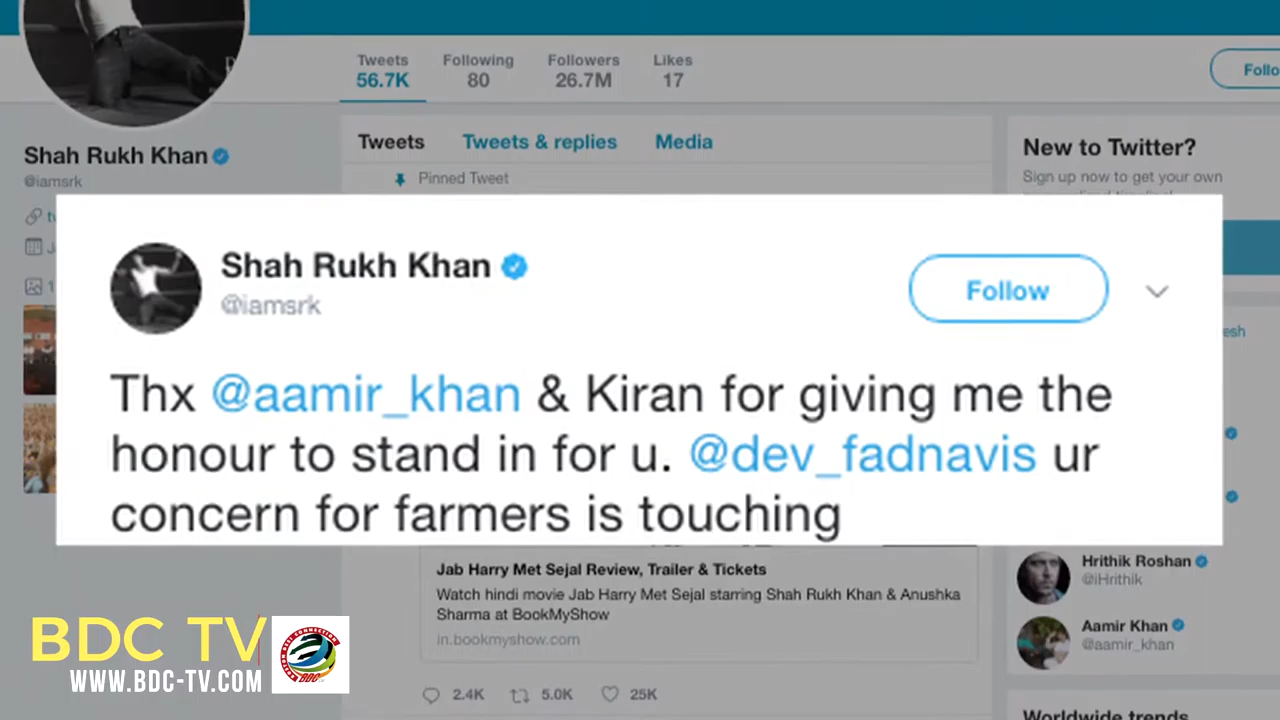 Tweets Following Followers Likes
56.7K 80 26.7M 17
Shah Rukh Khan
@iamsrk
Tweets Tweets & replies Media
Pinned Tweet
New to Twitter?
Sign up now to get your own
Shah Rukh Khan
@iamsrk
Follow
Thx @aamir_khan & Kiran for giving me the
honour to stand in for u. @dev_fadnavis ur
concern for farmers is touching
Jab Harry Met Sejal Review, Trailer & Tickets
Watch hindi movie Jab Harry Met Sejal starring Shah Rukh Khan & Anushka
Sharma at BookMyShow
in.bookmyshow.com
2.4K 5.0K 25K
Hrithik Roshan
@iHrithik
Aamir Khan
@aamir_khan
Worldwide trends
BDC TV
WWW.BDC-TV.COM
BDC